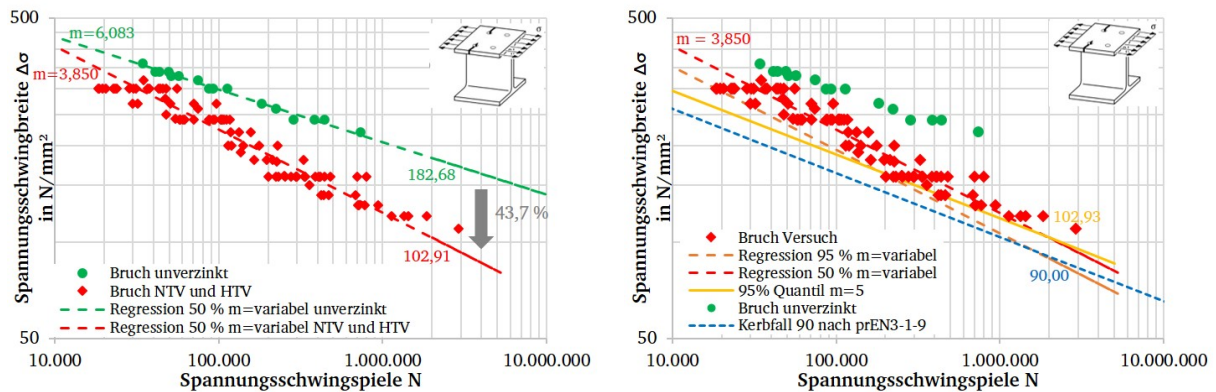 500
m=6,083
m=3,850
σ
182,68
43,7 %
102,91
Bruch unverzinkt
Bruch NTV und HTV
Regression 50 % m=variabel unverzinkt
Regression 50 % m=variabel NTV und HTV
50
10.000
100.000
1.000.000
10.000.000
Spannungsschwingspiele N
Spannungsschwingbreite Δσ
in N/mm²
500
m = 3,850
σ
102,93
90,00
Bruch Versuch
Regression 95 % m=variabel
Regression 50 % m=variabel
95% Quantil m=5
Bruch unverzinkt
Kerbfall 90 nach prEN3-1-9
50
10.000
100.000
1.000.000
10.000.000
Spannungsschwingspiele N
Spannungsschwingbreite Δσ
in N/mm²